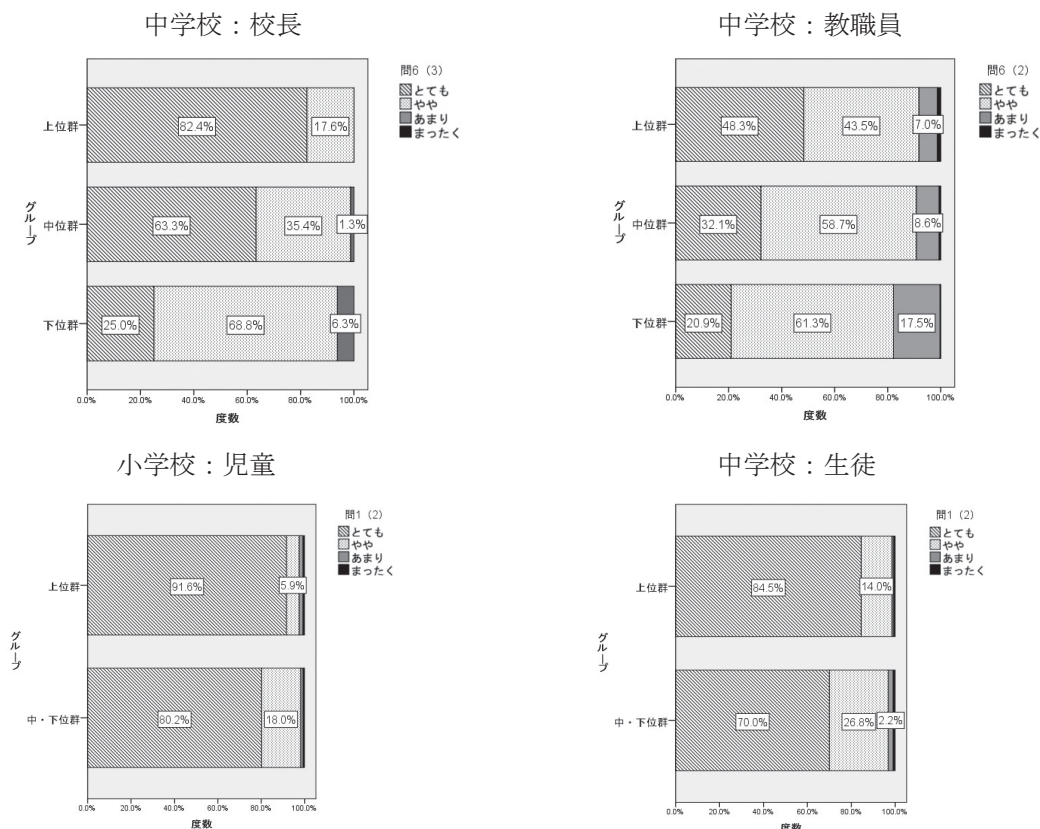 中学校：校長
問6（3）
とても
やや
あまり
まったく
グループ
上位群
82.4%
17.6%
中位群
63.3%
35.4%
1.3%
下位群
25.0%
68.8%
6.3%
0.0% 20.0% 40.0% 60.0% 80.0% 100.0%
度数
中学校：教職員
問6（2）
とても
やや
あまり
まったく
グループ
上位群
48.3%
43.5%
7.0%
中位群
32.1%
58.7%
8.6%
下位群
20.9%
61.3%
17.5%
0.0% 20.0% 40.0% 60.0% 80.0% 100.0%
度数
小学校：児童
問1（2）
とても
やや
あまり
まったく
グループ
上位群
91.6%
5.9%
中・下位群
80.2%
18.0%
0.0% 20.0% 40.0% 60.0% 80.0% 100.0%
度数
中学校：生徒
問1（2）
とても
やや
あまり
まったく
グループ
上位群
84.5%
14.0%
中・下位群
70.0%
26.8%
2.2%
0.0% 20.0% 40.0% 60.0% 80.0% 100.0%
度数